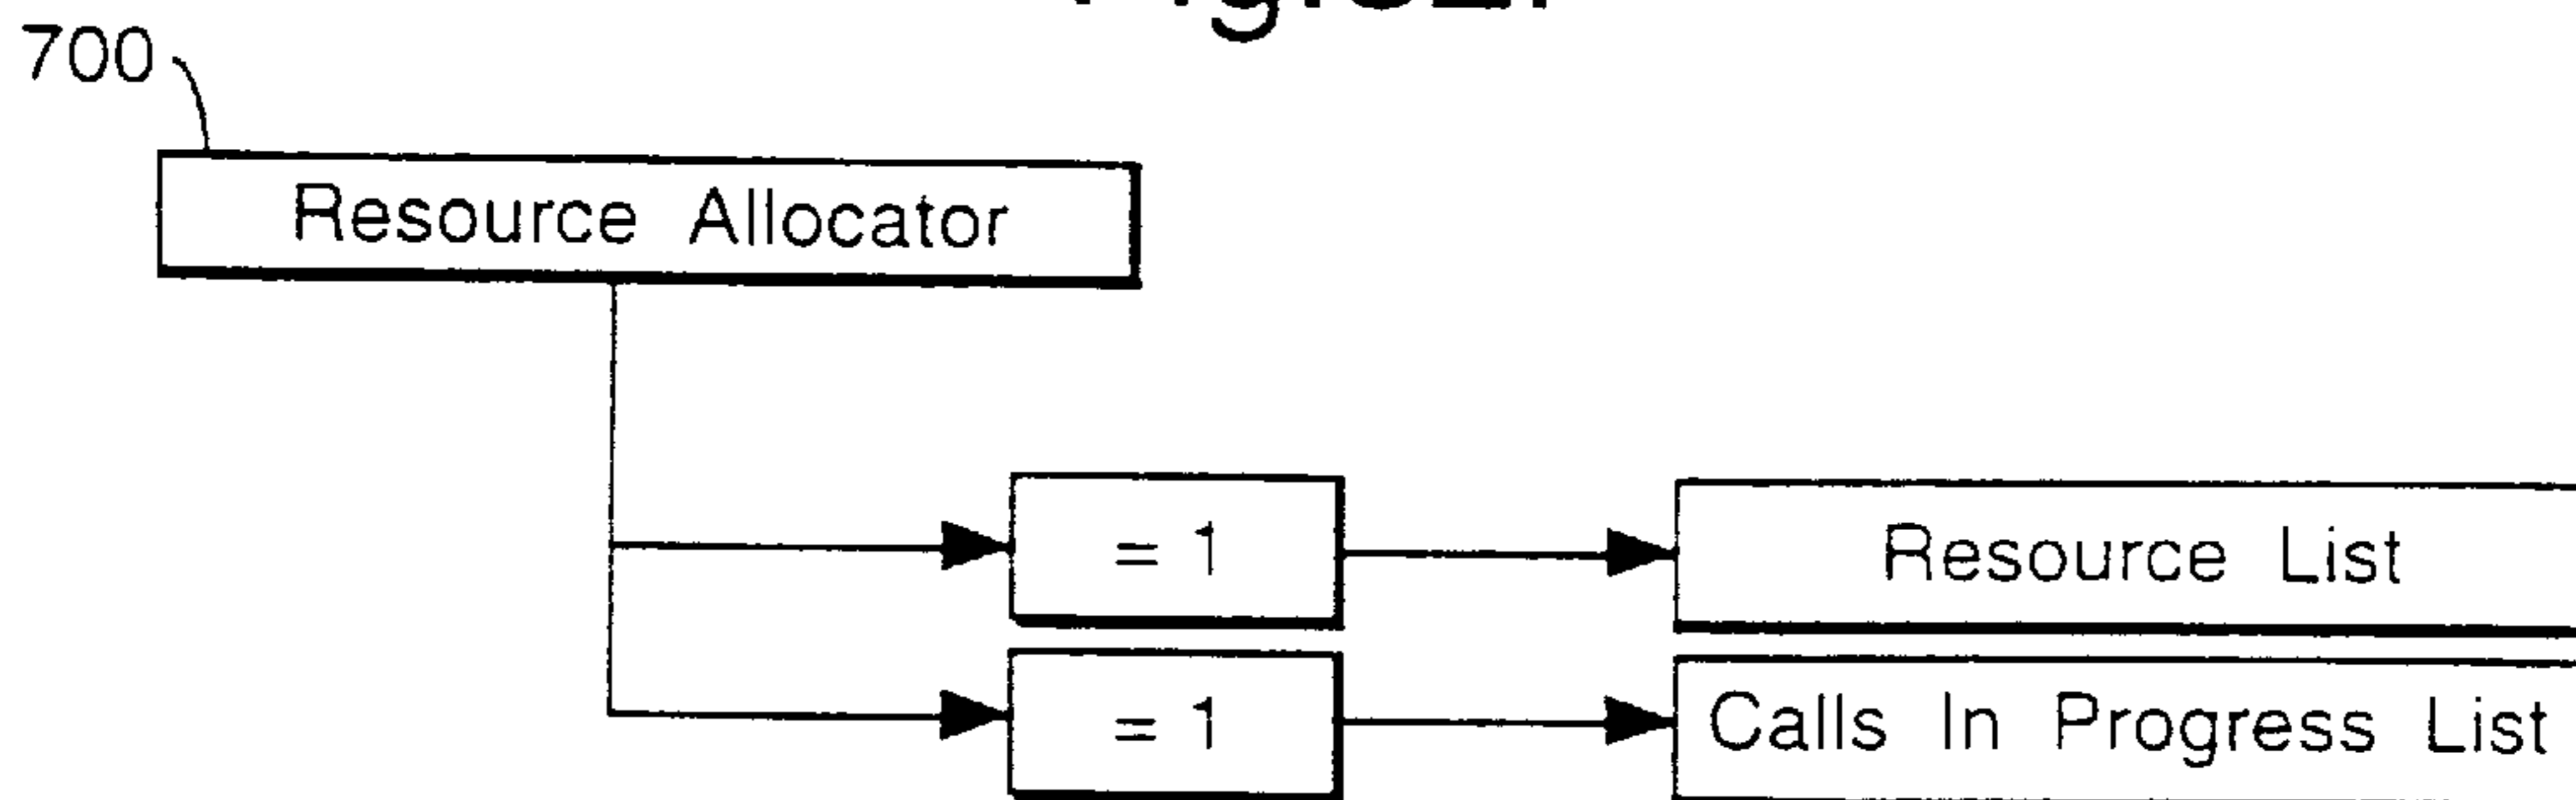 700
Resource Allocator
= 1
Resource List
= 1
Calls In Progress List